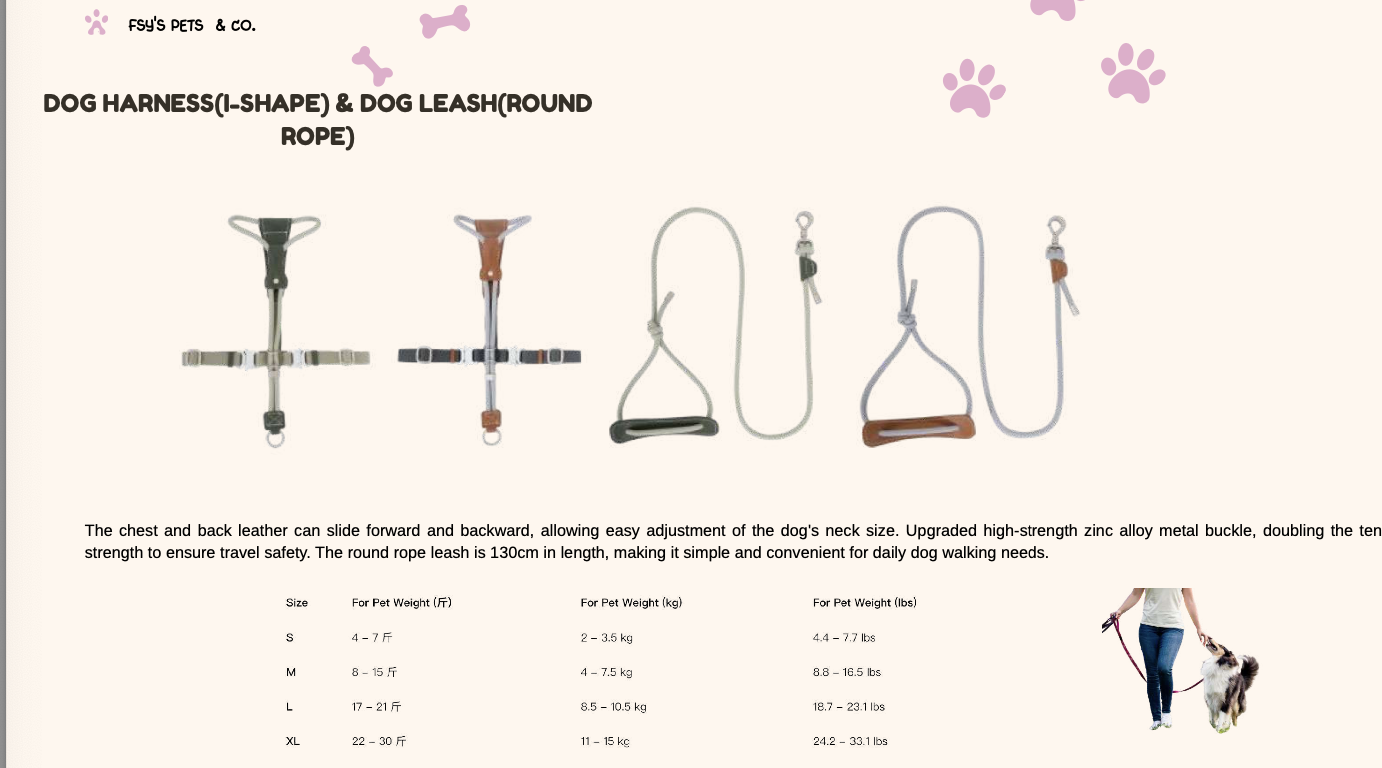 FSY'S PETS & CO.
DOG HARNESS(I-SHAPE) & DOG LEASH(ROUND
ROPE)
The chest and back leather can slide forward and backward, allowing easy adjustment of the dog's neck size. Upgraded high-strength zinc alloy metal buckle, doubling the ten
strength to ensure travel safety. The round rope leash is 130cm in length, making it simple and convenient for daily dog walking needs.
Size For Pet Weight (斤) For Pet Weight (kg) For Pet Weight (lbs)
S 4 – 7 斤 2 – 3.5 kg 4.4 – 7.7 lbs
M 8 – 15 斤 4 – 7.5 kg 8.8 – 16.5 lbs
L 17 – 21 斤 8.5 – 10.5 kg 18.7 – 23.1 lbs
XL 22 – 30 斤 11 – 15 kg 24.2 – 33.1 lbs